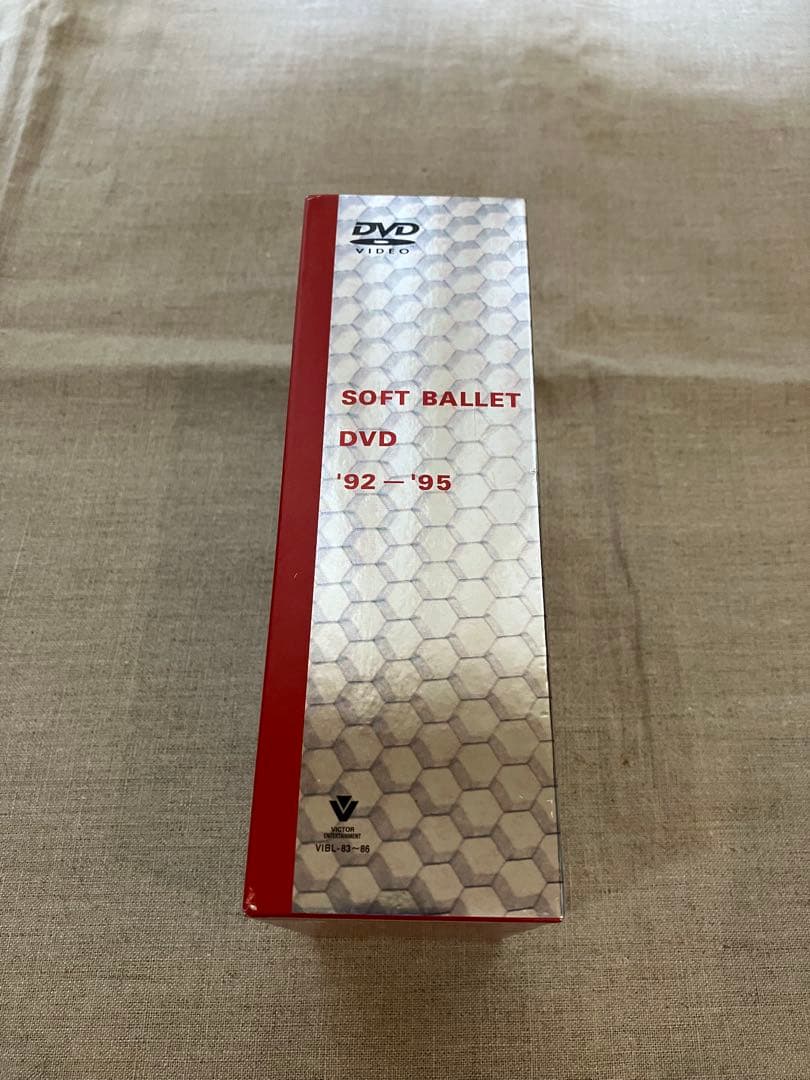 DVD
VIDEO
SOFT BALLET
DVD
'92 — '95
VICTOR
ENTERTAINMENT
VIBL-83~86